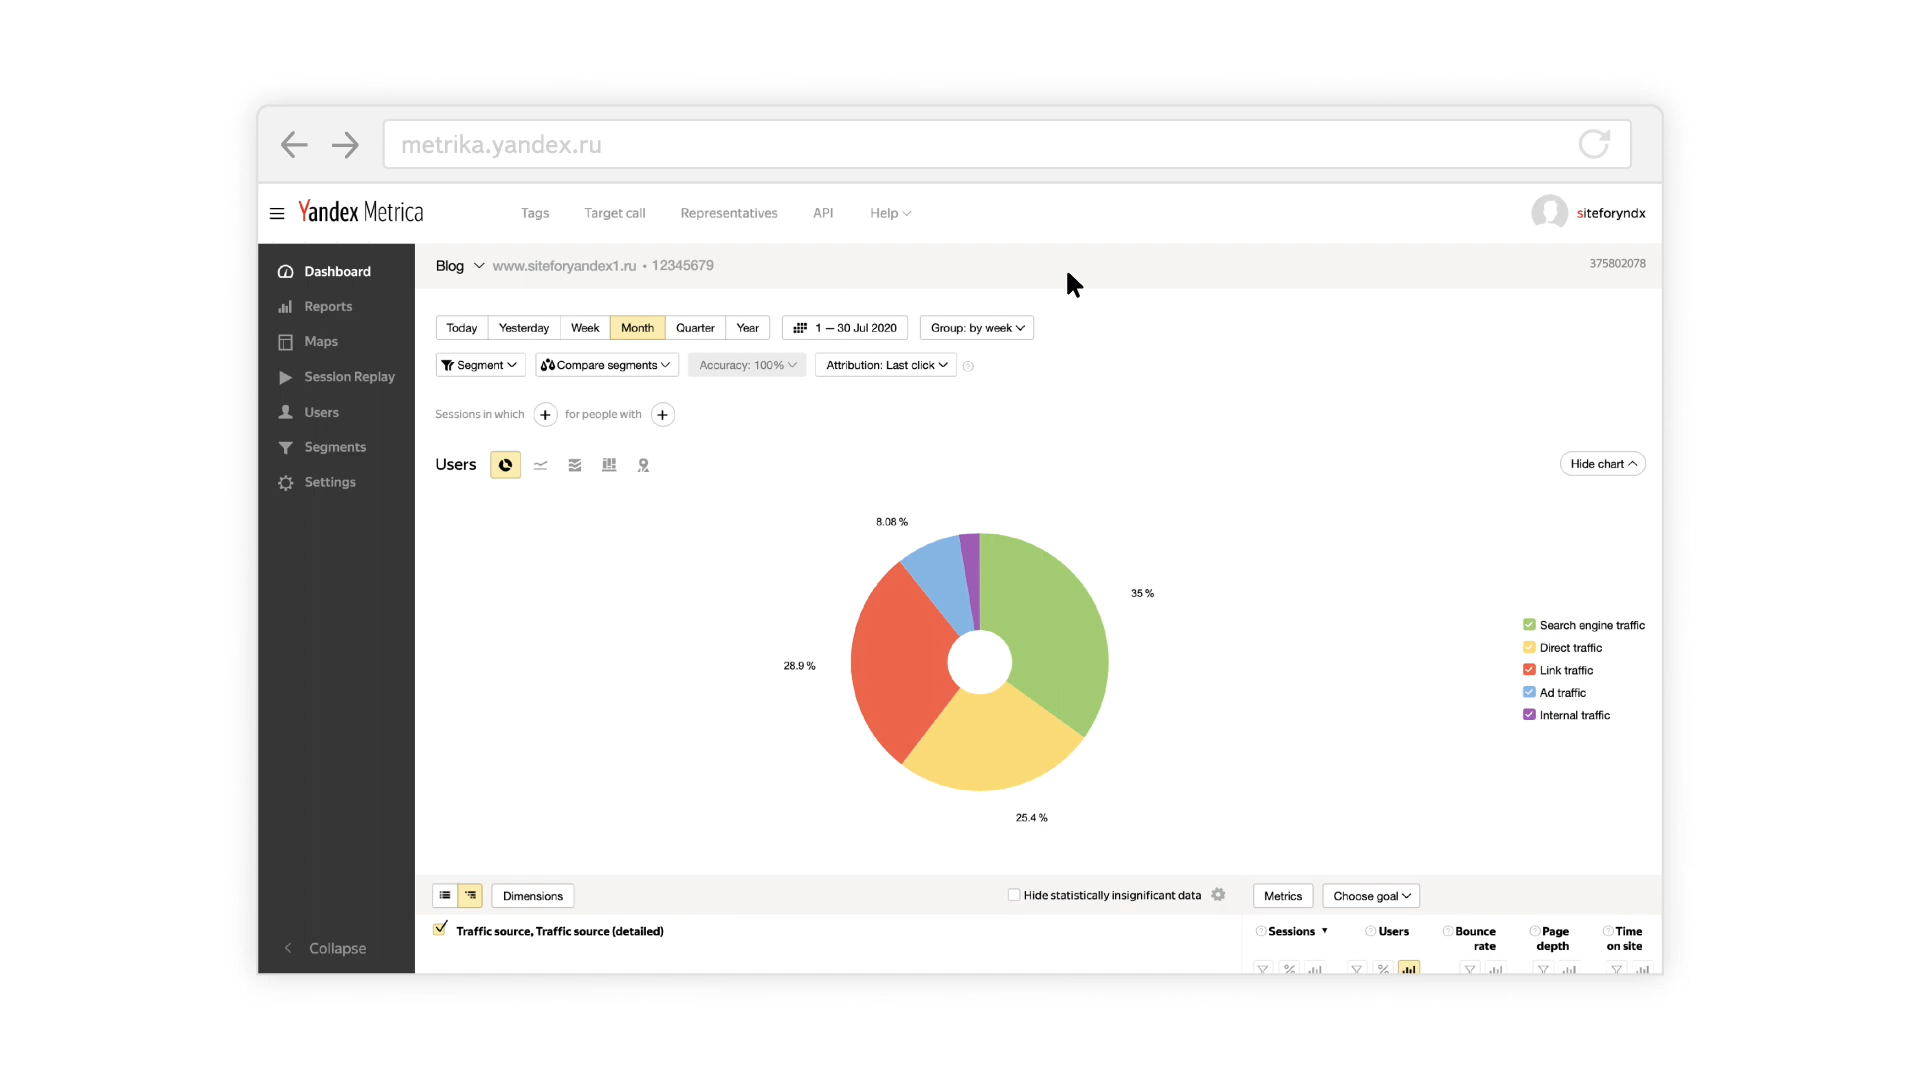 metrika.yandex.ru
Yandex Metrica
Tags Target call Representatives API Help
siteforyndx
Dashboard
Reports
Maps
Session Replay
Users
Segments
Settings
Collapse
Blog www.siteforyandex1.ru • 12345679
375802078
Today Yesterday Week Month Quarter Year 1 — 30 Jul 2020 Group: by week
Segment Compare segments Accuracy: 100% Attribution: Last click ?
Sessions in which + for people with +
Users
Hide chart
8.08 %
35 %
28.9 %
25.4 %
Search engine traffic
Direct traffic
Link traffic
Ad traffic
Internal traffic
Dimensions Hide statistically insignificant data Metrics Choose goal
Traffic source, Traffic source (detailed)
? Sessions ▼ ? Users ? Bounce rate ? Page depth ? Time on site
% %